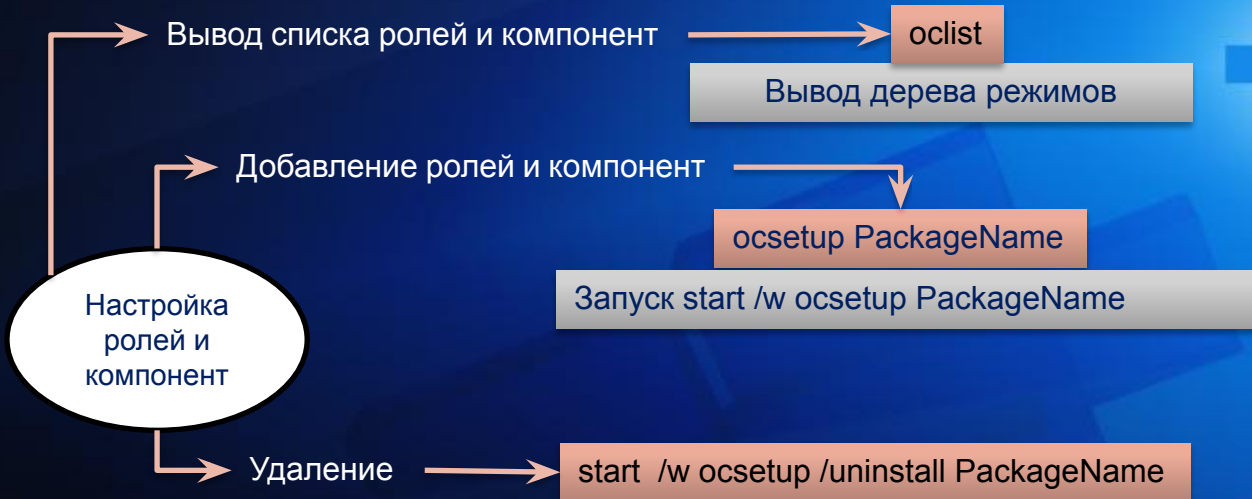 Вывод списка ролей и компонент
oclist
Вывод дерева режимов
Добавление ролей и компонент
ocsetup PackageName
Запуск start /w ocsetup PackageName
Настройка
ролей и
компонент
Удаление
start /w ocsetup /uninstall PackageName